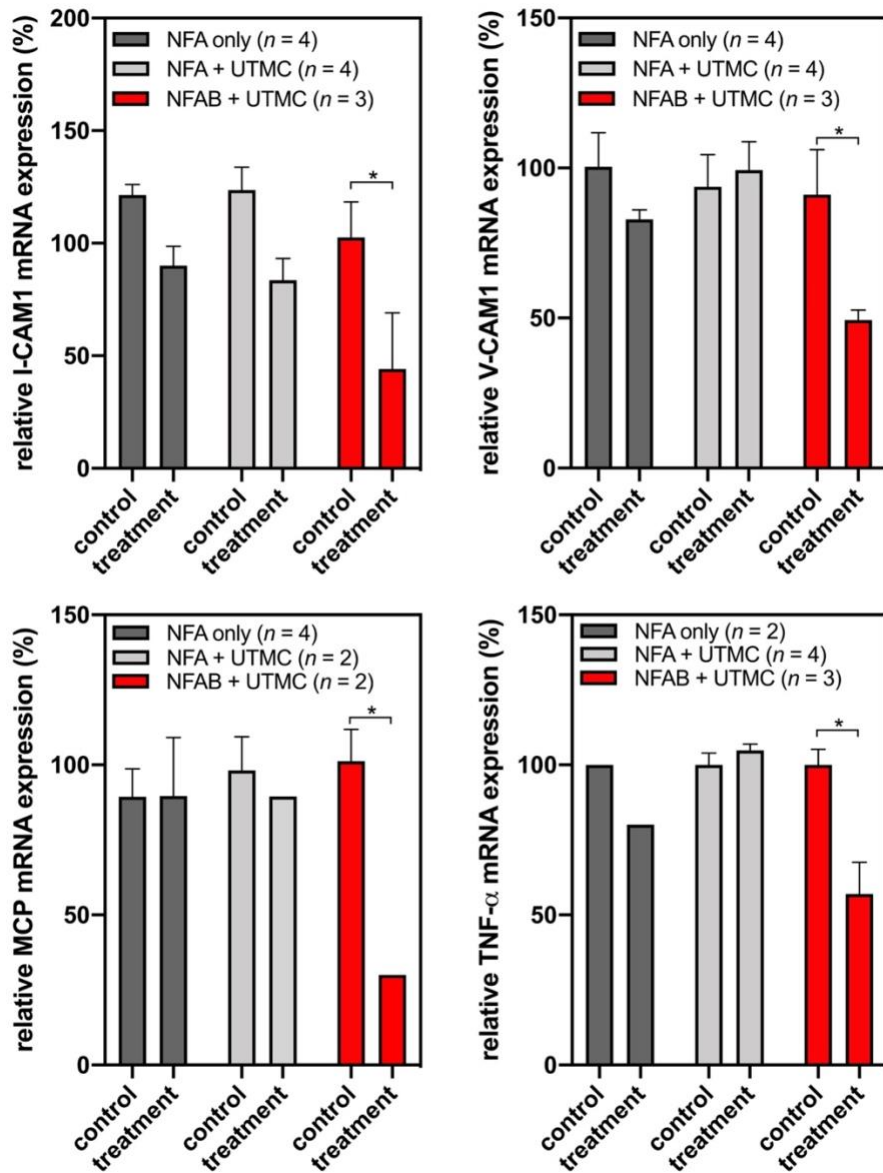 relative I-CAM1 mRNA expression (%)
200
150
100
50
0
NFA only (n = 4)
NFA + UTMC (n = 4)
NFAB + UTMC (n = 3)
*
control
treatment
control
treatment
control
treatment
relative V-CAM1 mRNA expression (%)
150
100
50
0
NFA only (n = 4)
NFA + UTMC (n = 4)
NFAB + UTMC (n = 3)
*
control
treatment
control
treatment
control
treatment
relative MCP mRNA expression (%)
150
100
50
0
NFA only (n = 4)
NFA + UTMC (n = 2)
NFAB + UTMC (n = 2)
*
control
treatment
control
treatment
control
treatment
relative TNF-α mRNA expression (%)
150
100
50
0
NFA only (n = 2)
NFA + UTMC (n = 4)
NFAB + UTMC (n = 3)
*
control
treatment
control
treatment
control
treatment